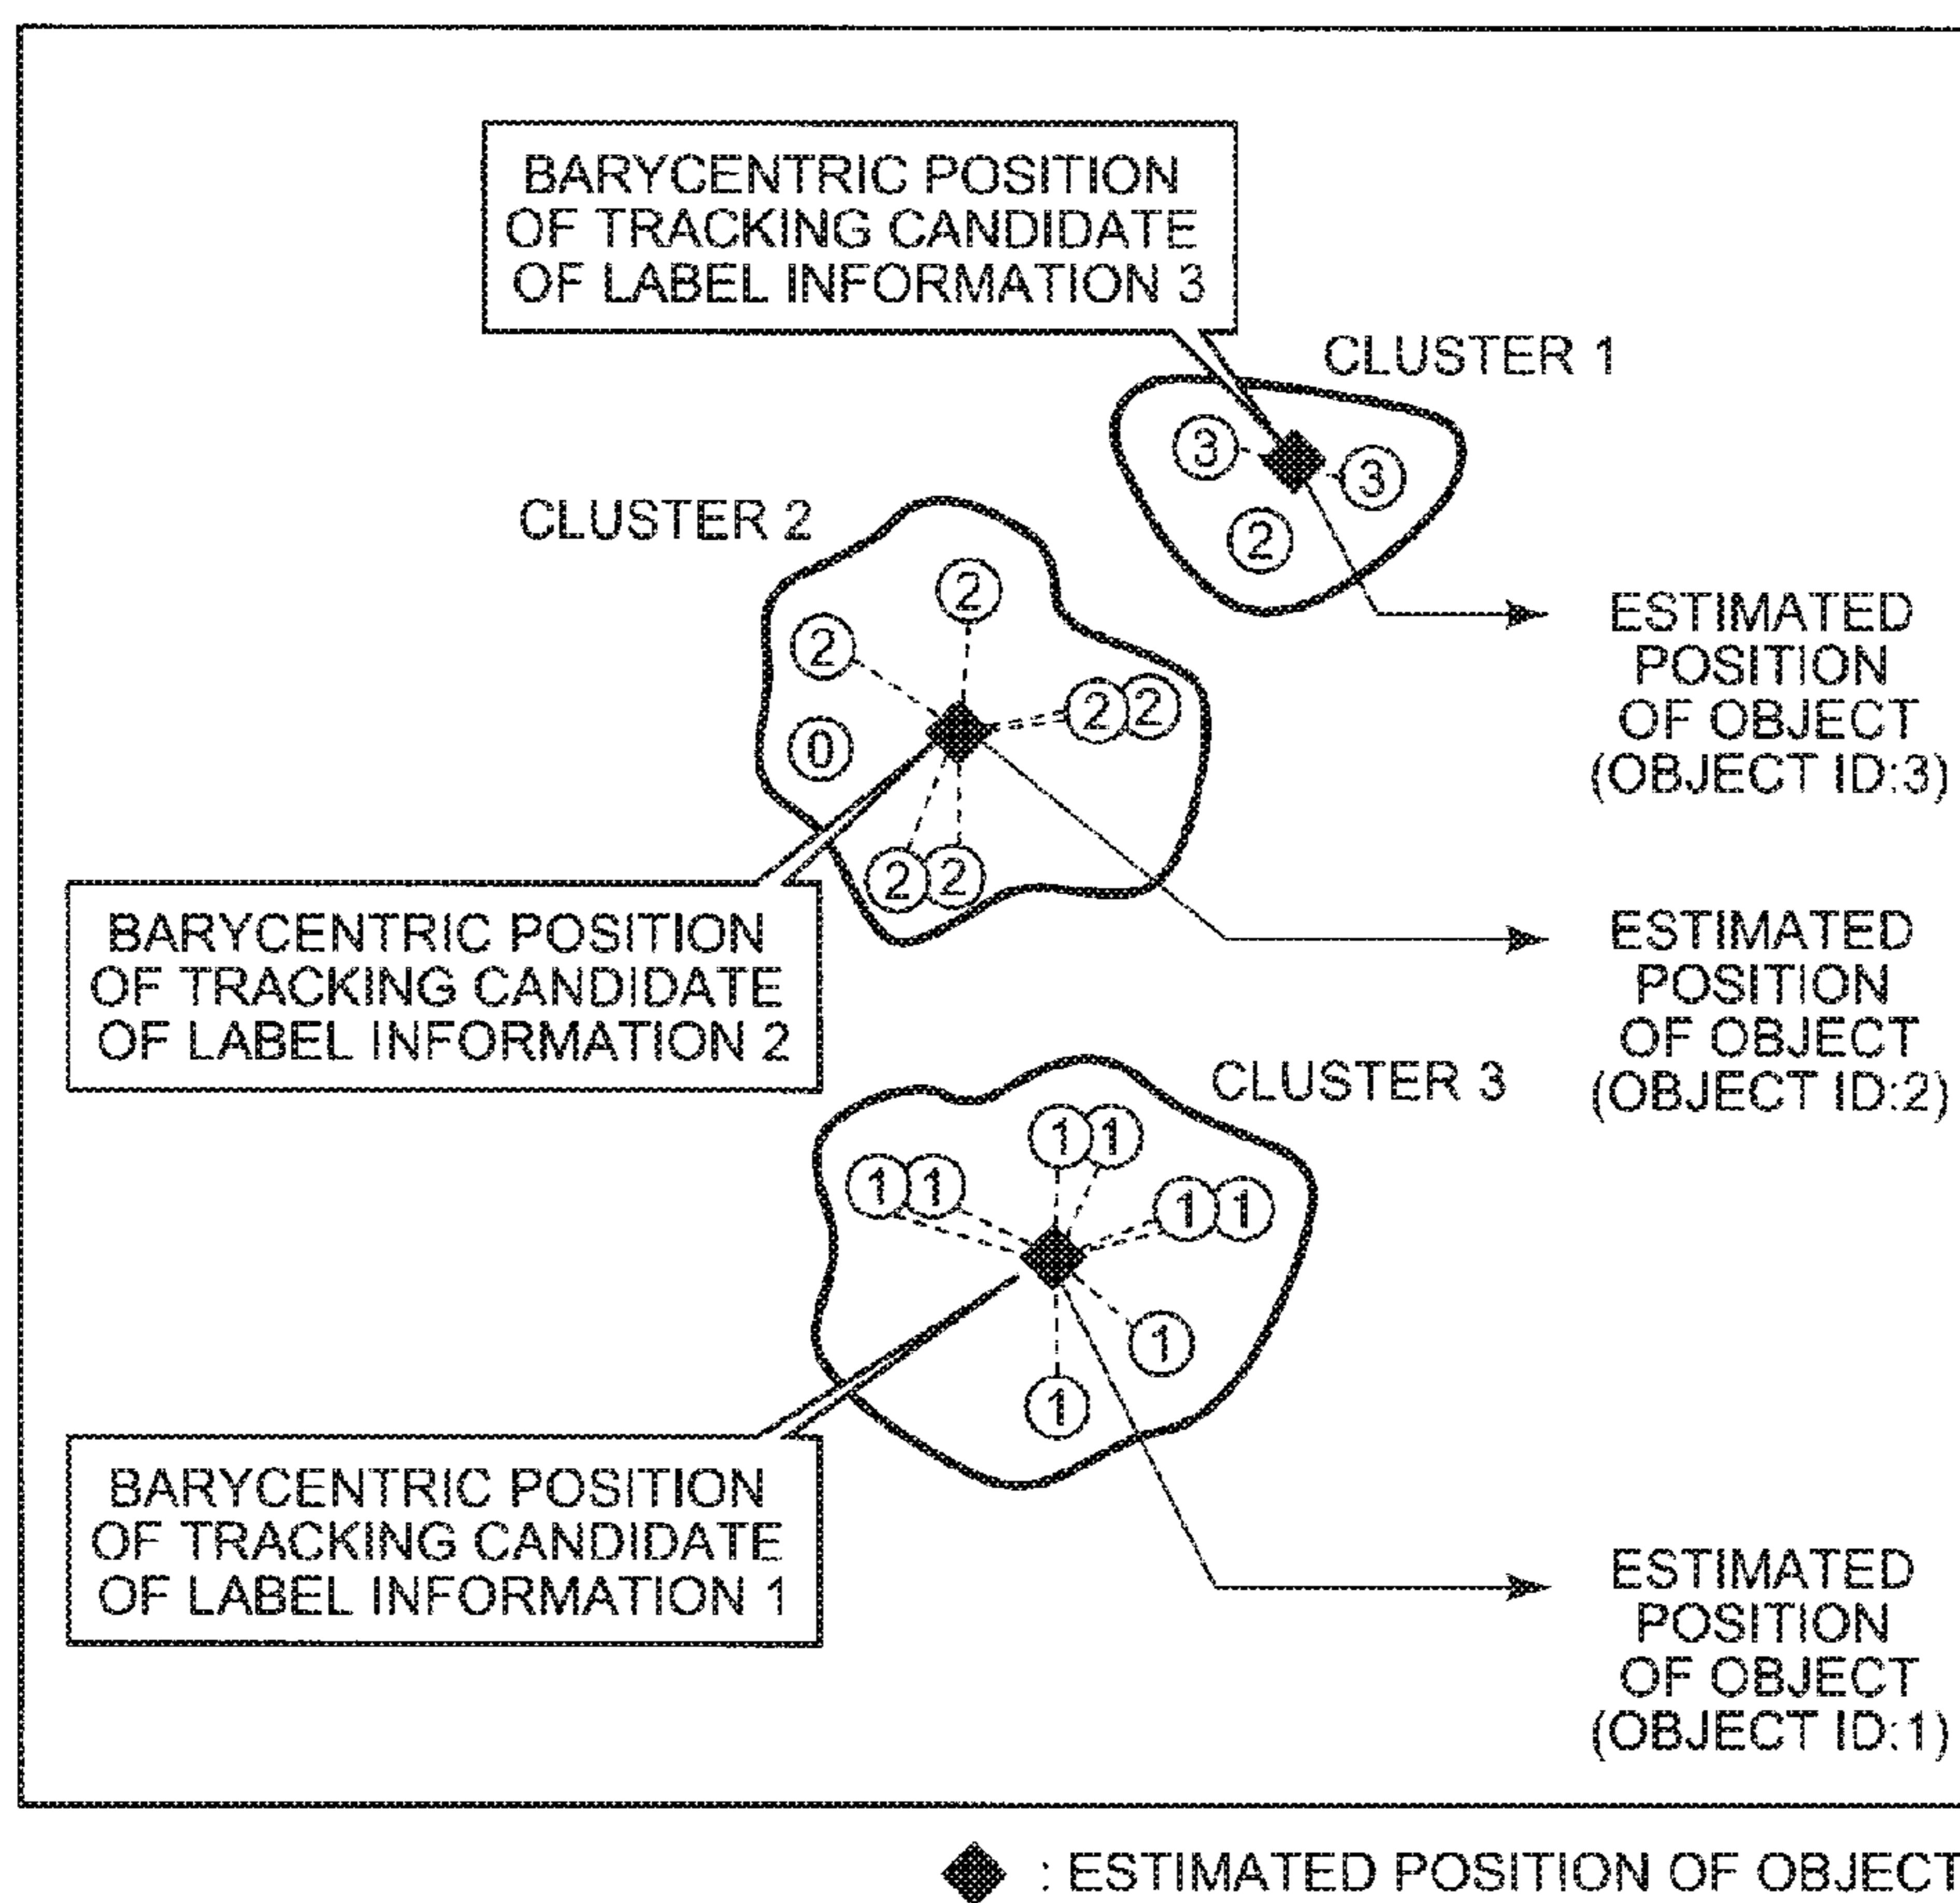 BARYCENTRIC POSITION
OF TRACKING CANDIDATE
OF LABEL INFORMATION 3
CLUSTER 1
3
3
2
CLUSTER 2
2
2
2 2
0
2 2
ESTIMATED
POSITION
OF OBJECT
(OBJECT ID:3)
BARYCENTRIC POSITION
OF TRACKING CANDIDATE
OF LABEL INFORMATION 2
ESTIMATED
POSITION
OF OBJECT
(OBJECT ID:2)
CLUSTER 3
1 1
1 1
1 1
1
1
BARYCENTRIC POSITION
OF TRACKING CANDIDATE
OF LABEL INFORMATION 1
ESTIMATED
POSITION
OF OBJECT
(OBJECT ID:1)
: ESTIMATED POSITION OF OBJECT